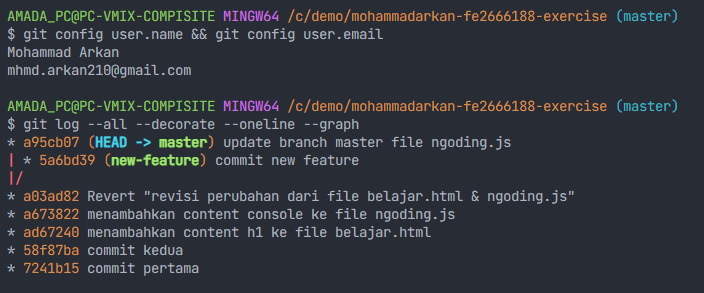 AMADA_PC@PC-VMIX-COMPISITE MINGW64 /c/demo/mohammadarkan-fe2666188-exercise (master)
$ git config user.name && git config user.email
Mohammad Arkan
mhmd.arkan210@gmail.com

AMADA_PC@PC-VMIX-COMPISITE MINGW64 /c/demo/mohammadarkan-fe2666188-exercise (master)
$ git log --all --decorate --oneline --graph
* a95cb07 (HEAD -> master) update branch master file ngoding.js
| * 5a6bd39 (new-feature) commit new feature
|/
* a03ad82 Revert "revisi perubahan dari file belajar.html & ngoding.js"
* a673822 menambahkan content console ke file ngoding.js
* ad67240 menambahkan content h1 ke file belajar.html
* 58f87ba commit kedua
* 7241b15 commit pertama